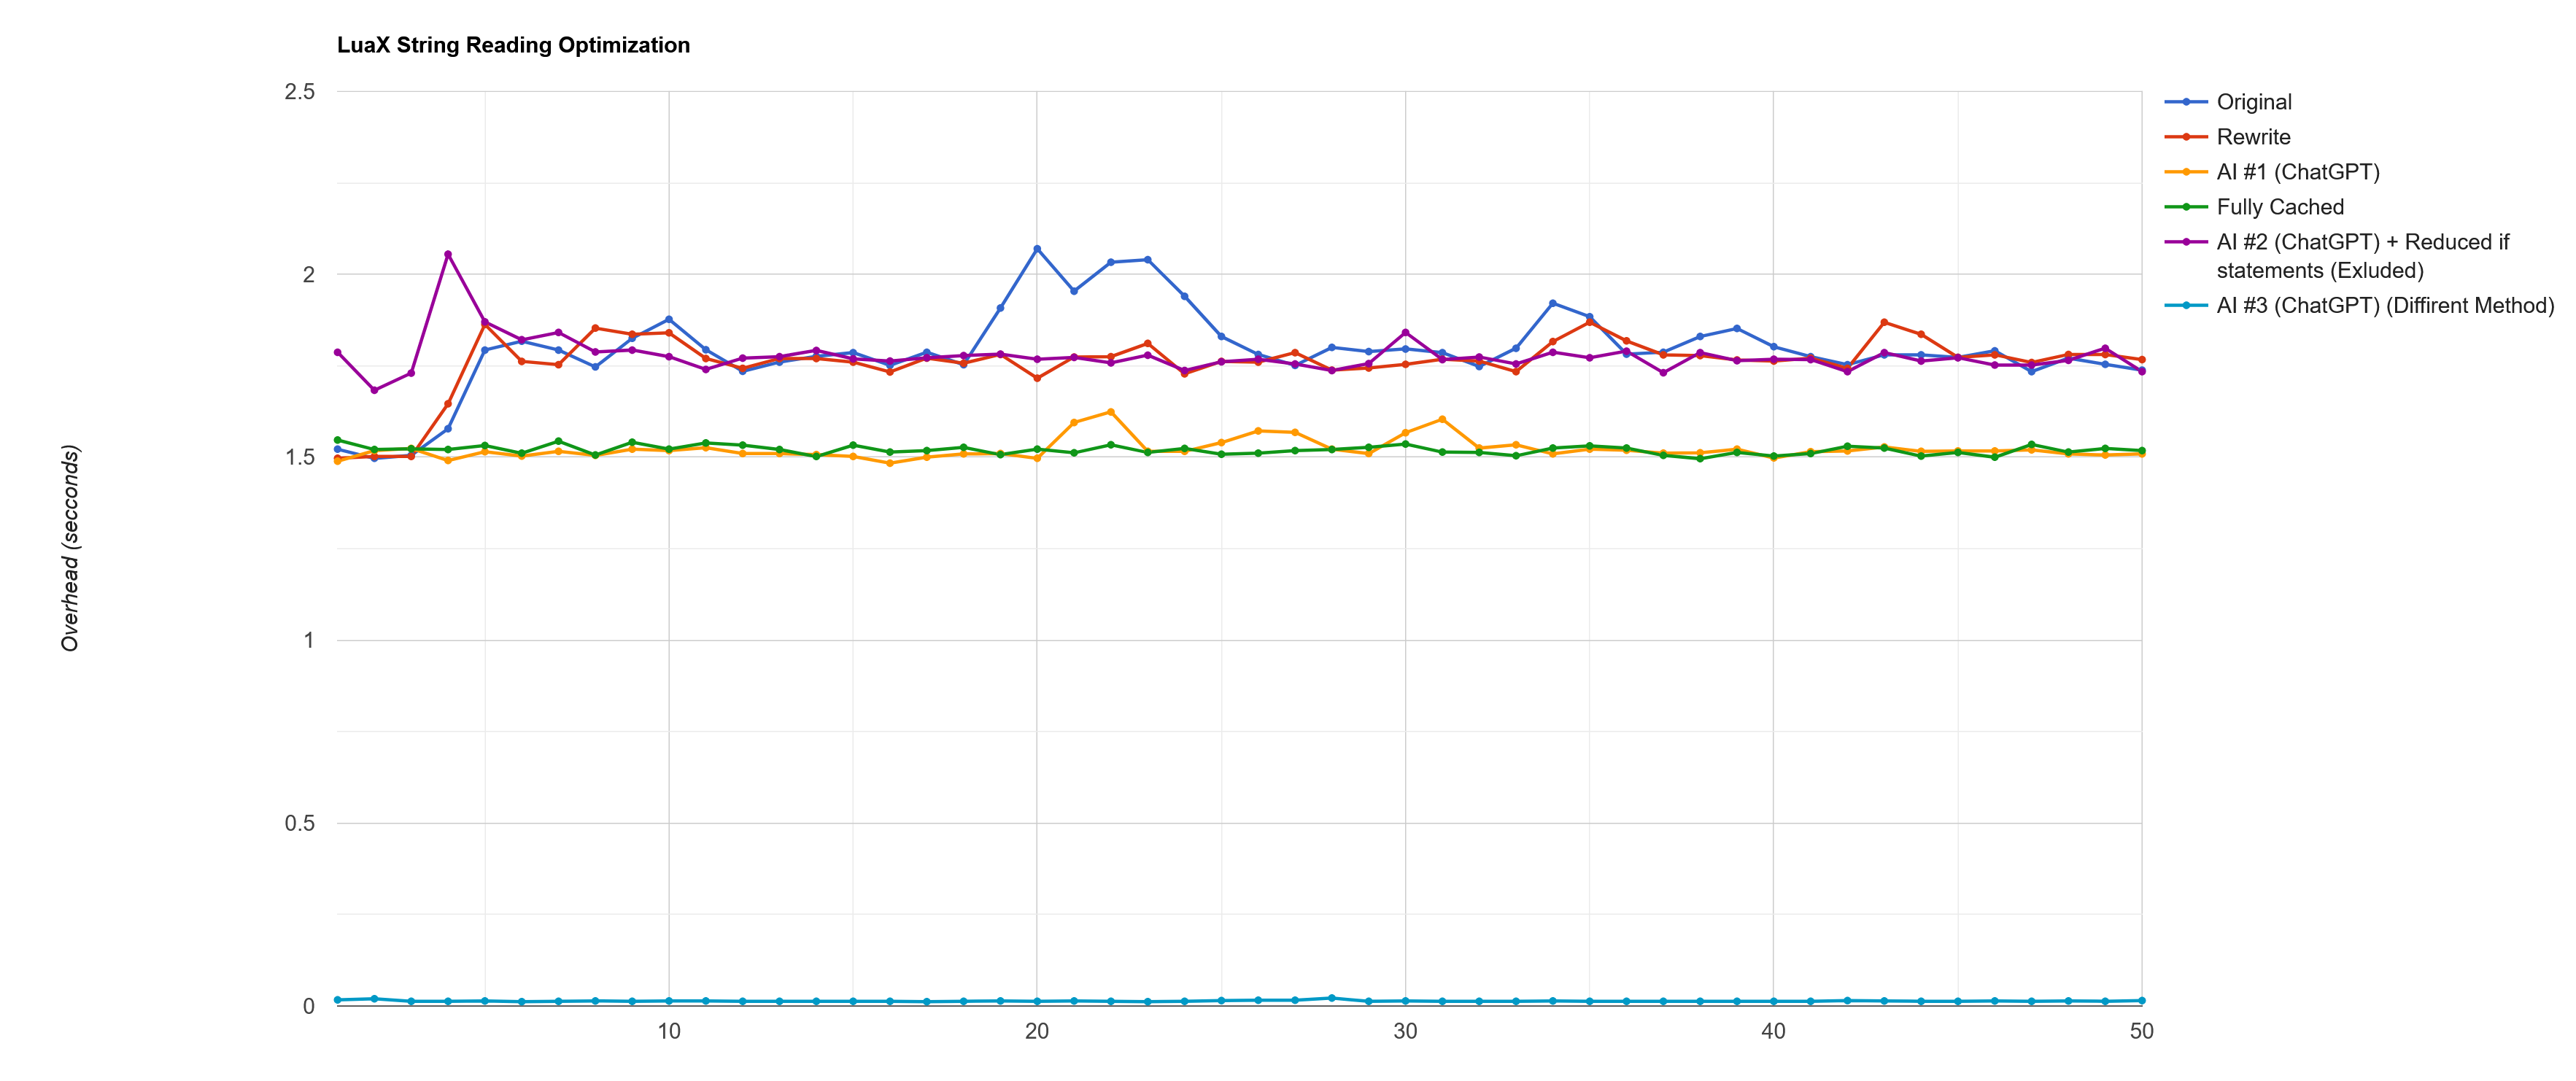 LuaX String Reading Optimization
2.5
2
1.5
1
0.5
0
Overhead (secconds)
10
20
30
40
50
Original
Rewrite
AI #1 (ChatGPT)
Fully Cached
AI #2 (ChatGPT) + Reduced if
statements (Exluded)
AI #3 (ChatGPT) (Diffirent Method)